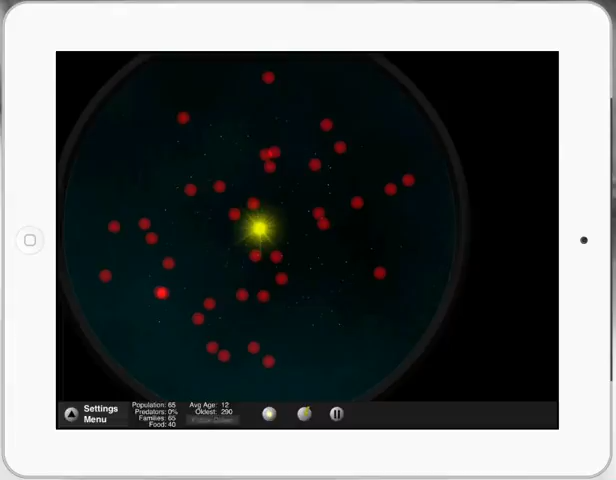 Settings
Menu
Population: 65
Predators: 0%
Families: 65
Food: 40
Avg Age: 12
Oldest: 290